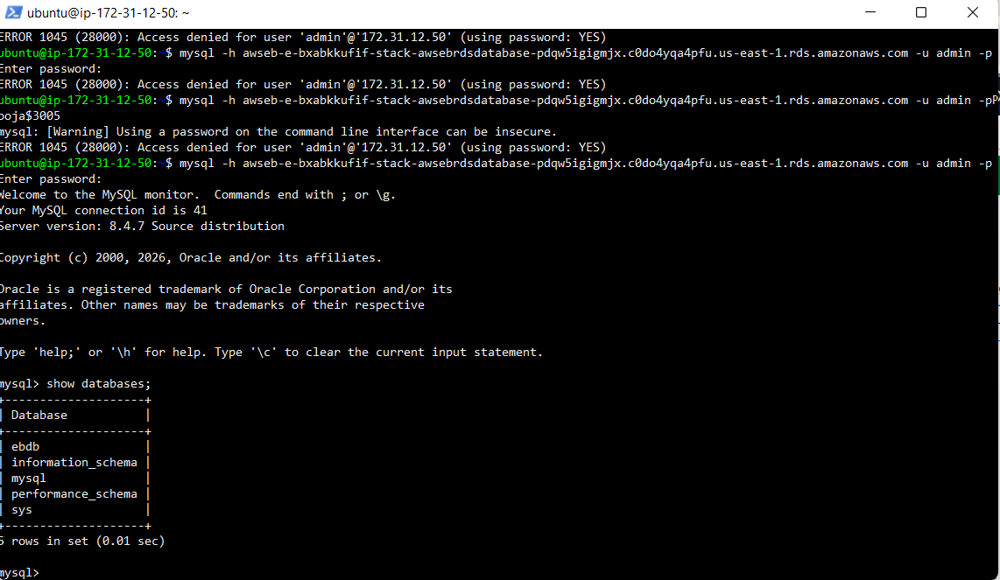 ubuntu@ip-172-31-12-50: ~
ERROR 1045 (28000): Access denied for user 'admin'@'172.31.12.50' (using password: YES)
ubuntu@ip-172-31-12-50:~$ mysql -h awseb-e-bxabkkufif-stack-awsebrdsdatabase-pdqw5igigmjx.c0do4yqa4pfu.us-east-1.rds.amazonaws.com -u admin -p
Enter password:
ERROR 1045 (28000): Access denied for user 'admin'@'172.31.12.50' (using password: YES)
ubuntu@ip-172-31-12-50:~$ mysql -h awseb-e-bxabkkufif-stack-awsebrdsdatabase-pdqw5igigmjx.c0do4yqa4pfu.us-east-1.rds.amazonaws.com -u admin -pP
ooja$3005
mysql: [Warning] Using a password on the command line interface can be insecure.
ERROR 1045 (28000): Access denied for user 'admin'@'172.31.12.50' (using password: YES)
ubuntu@ip-172-31-12-50:~$ mysql -h awseb-e-bxabkkufif-stack-awsebrdsdatabase-pdqw5igigmjx.c0do4yqa4pfu.us-east-1.rds.amazonaws.com -u admin -p
Enter password:
Welcome to the MySQL monitor.  Commands end with ; or \g.
Your MySQL connection id is 41
Server version: 8.4.7 Source distribution
Copyright (c) 2000, 2026, Oracle and/or its affiliates.
Oracle is a registered trademark of Oracle Corporation and/or its
affiliates. Other names may be trademarks of their respective
owners.
Type 'help;' or '\h' for help. Type '\c' to clear the current input statement.
mysql> show databases;
+--------------------+
| Database           |
+--------------------+
| ebdb               |
| information_schema |
| mysql              |
| performance_schema |
| sys                |
+--------------------+
5 rows in set (0.01 sec)
mysql>